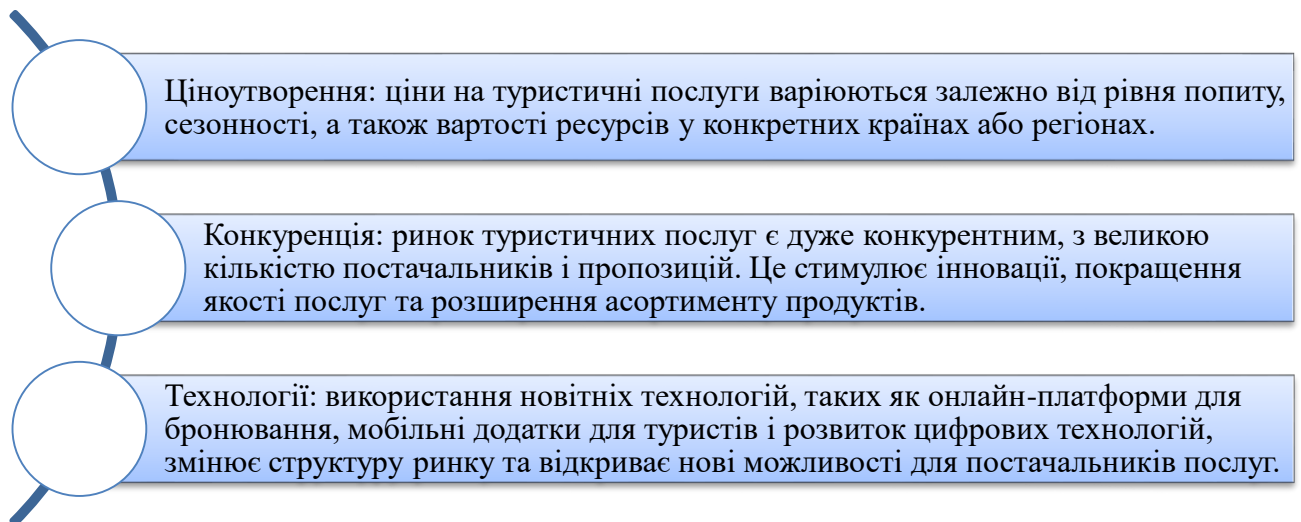 Ціноутворення: ціни на туристичні послуги варіюються залежно від рівня попиту,
сезонності, а також вартості ресурсів у конкретних країнах або регіонах.
Конкуренція: ринок туристичних послуг є дуже конкурентним, з великою
кількістю постачальників і пропозицій. Це стимулює інновації, покращення
якості послуг та розширення асортименту продуктів.
Технології: використання новітніх технологій, таких як онлайн-платформи для
бронювання, мобільні додатки для туристів і розвиток цифрових технологій,
змінює структуру ринку та відкриває нові можливості для постачальників послуг.